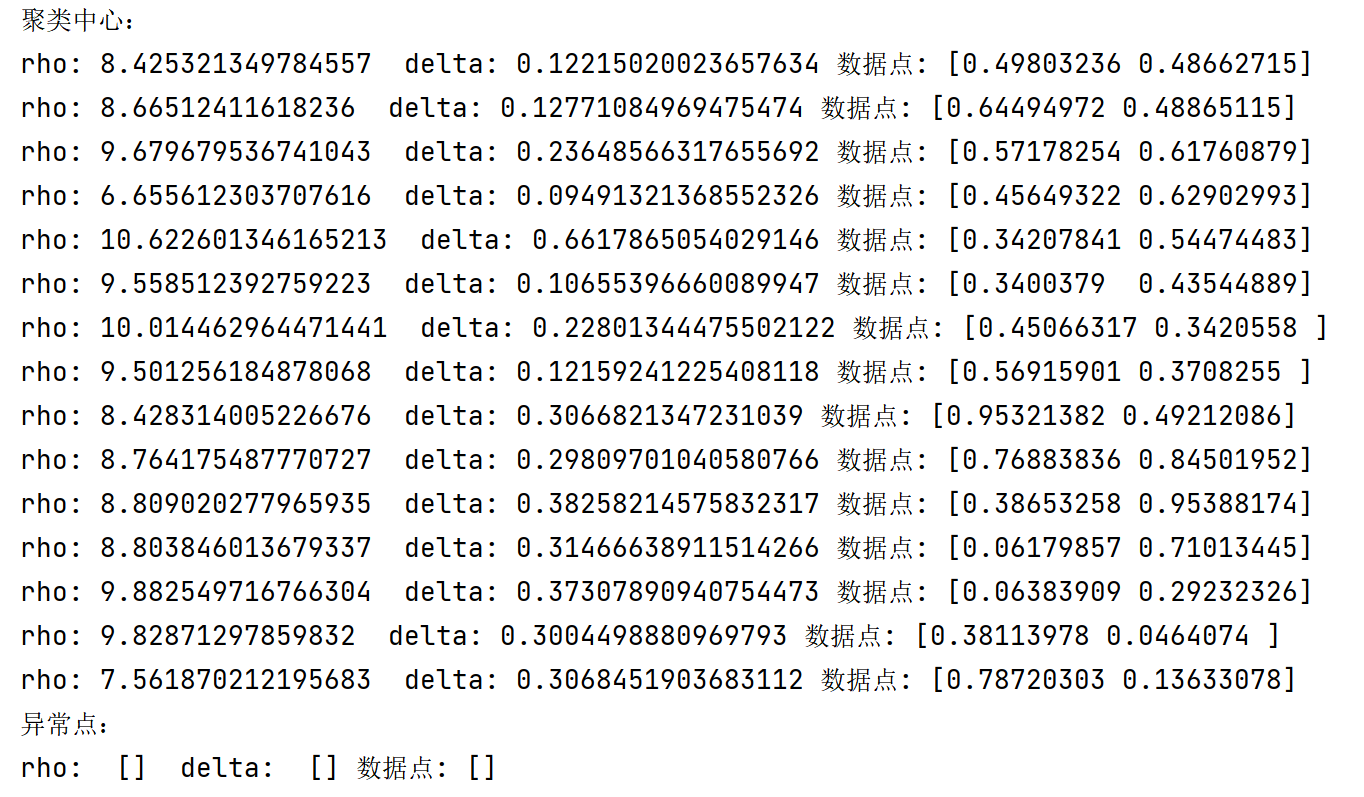 聚类中心：
rho: 8.425321349784557  delta: 0.12215020023657634 数据点: [0.49803236 0.48662715]
rho: 8.66512411618236  delta: 0.12771084969475474 数据点: [0.64494972 0.48865115]
rho: 9.679679536741043  delta: 0.23648566317655692 数据点: [0.57178254 0.61760879]
rho: 6.655612303707616  delta: 0.09491321368552326 数据点: [0.45649322 0.62902993]
rho: 10.622601346165213  delta: 0.6617865054029146 数据点: [0.34207841 0.54474483]
rho: 9.558512392759223  delta: 0.10655396660089947 数据点: [0.3400379  0.43544889]
rho: 10.014462964471441  delta: 0.22801344475502122 数据点: [0.45066317 0.3420558 ]
rho: 9.501256184878068  delta: 0.12159241225408118 数据点: [0.56915901 0.3708255 ]
rho: 8.428314005226676  delta: 0.3066821347231039 数据点: [0.95321382 0.49212086]
rho: 8.764175487770727  delta: 0.29809701040580766 数据点: [0.76883836 0.84501952]
rho: 8.809020277965935  delta: 0.38258214575832317 数据点: [0.38653258 0.95388174]
rho: 8.803846013679337  delta: 0.31466638911514266 数据点: [0.06179857 0.71013445]
rho: 9.882549716766304  delta: 0.37307890940754473 数据点: [0.06383909 0.29232326]
rho: 9.82871297859832  delta: 0.3004498880969793 数据点: [0.38113978 0.0464074 ]
rho: 7.561870212195683  delta: 0.3068451903683112 数据点: [0.78720303 0.13633078]
异常点：
rho:  []  delta:  [] 数据点: []